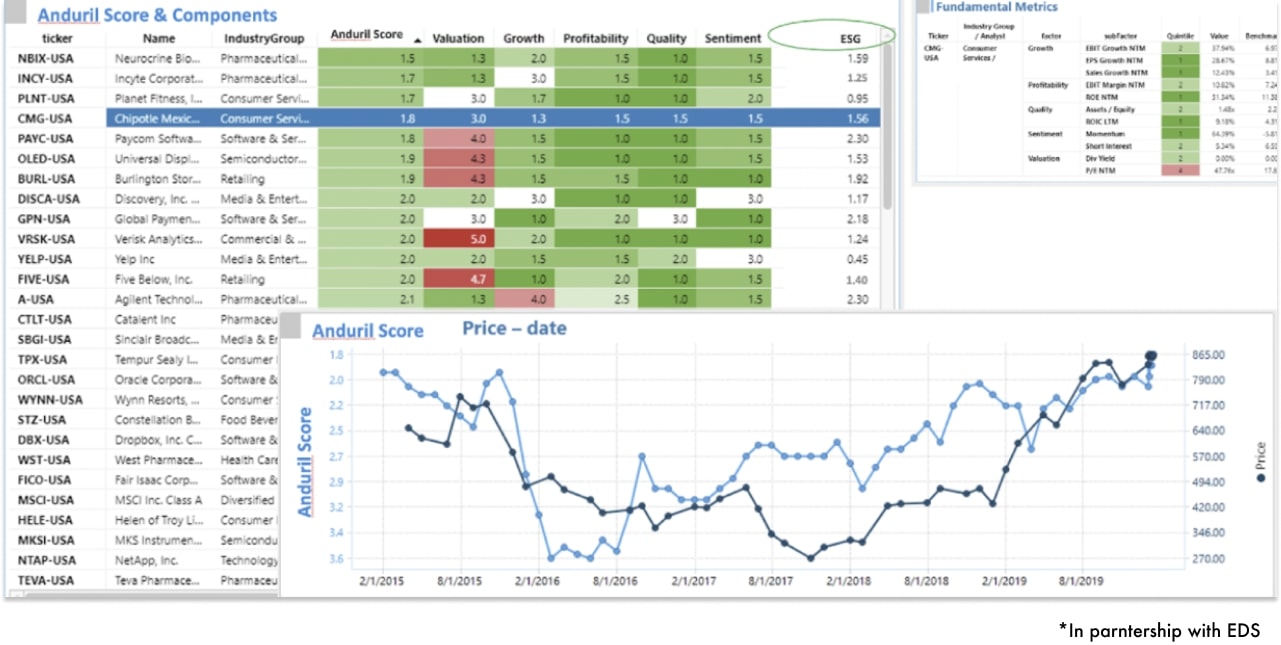 Anduril Score & Components
ticker Name IndustryGroup Anduril Score Valuation Growth Profitability Quality Sentiment ESG
NBIX-USA Neurocrine Bio... Pharmaceutical... 1.5 1.3 2.0 1.5 1.0 1.5 1.59
INCY-USA Incyte Corporat... Pharmaceutical... 1.7 1.3 3.0 1.5 1.0 1.5 1.25
PLNT-USA Planet Fitness, I... Consumer Servi... 1.7 3.0 1.7 1.0 1.0 2.0 0.95
CMG-USA Chipotle Mexic... Consumer Servi... 1.8 3.0 1.3 1.5 1.5 1.5 1.56
PAYC-USA Paycom Softwa... Software & Ser... 1.8 4.0 1.5 1.0 1.0 1.5 2.30
OLED-USA Universal Displ... Semiconductor... 1.9 4.3 1.5 1.0 1.0 1.5 1.53
BURL-USA Burlington Stor... Retailing 1.9 4.3 1.5 1.5 1.0 1.0 1.92
DISCA-USA Discovery, Inc. ... Media & Entert... 2.0 2.0 3.0 1.0 1.0 3.0 1.17
GPN-USA Global Paymen... Software & Ser... 2.0 3.0 1.0 2.0 3.0 1.0 2.18
VRSK-USA Verisk Analytics... Commercial & ... 2.0 5.0 2.0 1.0 1.0 1.0 1.24
YELP-USA Yelp Inc Media & Entert... 2.0 2.0 1.5 1.5 2.0 3.0 0.45
FIVE-USA Five Below, Inc. Retailing 2.0 4.7 1.0 2.0 1.0 1.5 1.40
A-USA Agilent Technol... Pharmaceutical... 2.1 1.3 4.0 2.5 1.0 1.5 2.30
CTLT-USA Catalent Inc Pharmaceu
SBGI-USA Sinclair Broadc... Media & Er
TPX-USA Tempur Sealy I... Consumer
ORCL-USA Oracle Corpora... Software &
WYNN-USA Wynn Resorts, ... Consumer
STZ-USA Constellation B... Food Bever
DBX-USA Dropbox, Inc. C... Software &
WST-USA West Pharmace... Health Care
FICO-USA Fair Isaac Corp... Software &
MSCI-USA MSCI Inc. Class A Diversified
HELE-USA Helen of Troy Li... Consumer
MKSI-USA MKS Instrumen... Semicondu
NTAP-USA NetApp, Inc. Technology
TEVA-USA Teva Pharmace... Pharmaceu
Fundamental Metrics
Ticker Industry Group / Analyst Factor subFactor Quintile Value Benchma
CMG-USA Consumer Services / Growth EBIT Growth NTM 2 37.94%
EPS Growth NTM 1 28.67%
Sales Growth NTM 1 12.43%
Profitability EBIT Margin NTM 2 10.82%
ROE NTM 1 31.34%
Quality Assets / Equity 2 1.48x
ROIC LTM 9.18%
Sentiment Momentum 1 64.39%
Short Interest 2 5.34%
Valuation Div Yield 2 0.00%
P/E NTM 4 47.76x
Anduril Score Price – date
Anduril Score
1.8
2.0
2.2
2.5
2.7
2.9
3.2
3.4
3.6
865.00
790.00
717.00
640.00
570.00
494.00
420.00
346.00
270.00
Price
2/1/2015 8/1/2015 2/1/2016 8/1/2016 2/1/2017 8/1/2017 2/1/2018 8/1/2018 2/1/2019 8/1/2019
*In parntership with EDS